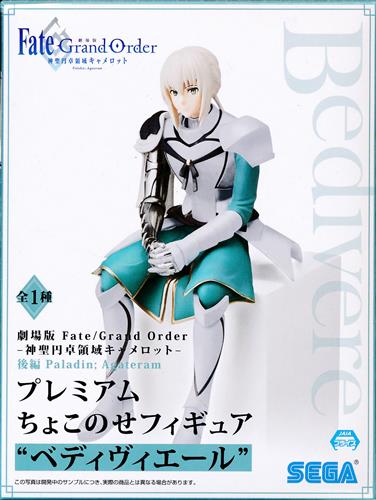 劇場版
Fate/Grand Order
神聖円卓領域キャメロット
Paladin; Agateram
Bedivere
全1種
劇場版 Fate/Grand Order
-神聖円卓領域キャメロット-
後編 Paladin; Agateram
プレミアム
ちょこのせフィギュア
“ベディヴィエール”
JAIA
プライズ
SEGA
この写真は開発中のサンプルにつき、実際の商品とは異なる場合があります。